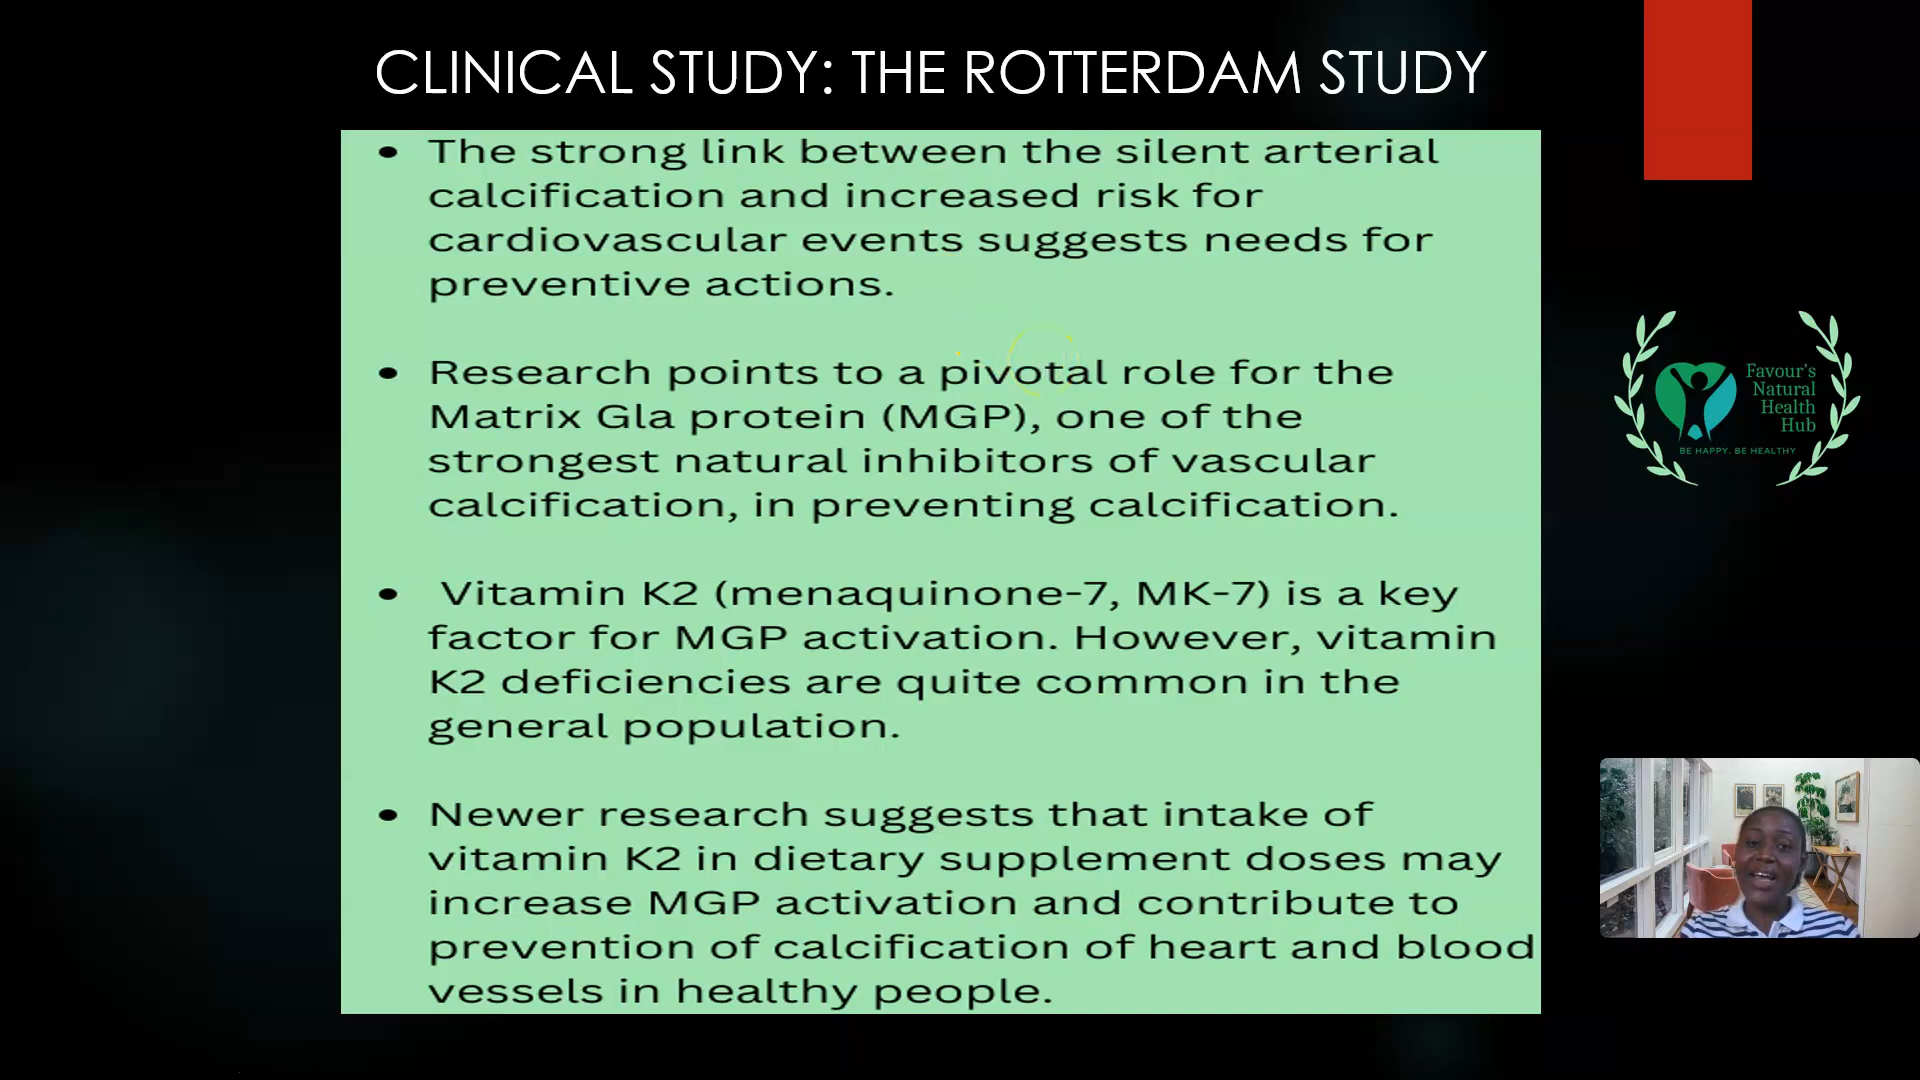 CLINICAL STUDY: THE ROTTERDAM STUDY
• The strong link between the silent arterial
calcification and increased risk for
cardiovascular events suggests needs for
preventive actions.
• Research points to a pivotal role for the
Matrix Gla protein (MGP), one of the
strongest natural inhibitors of vascular
calcification, in preventing calcification.
• Vitamin K2 (menaquinone-7, MK-7) is a key
factor for MGP activation. However, vitamin
K2 deficiencies are quite common in the
general population.
• Newer research suggests that intake of
vitamin K2 in dietary supplement doses may
increase MGP activation and contribute to
prevention of calcification of heart and blood
vessels in healthy people.
Favour's
Natural
Health
Hub
BE HAPPY. BE HEALTHY